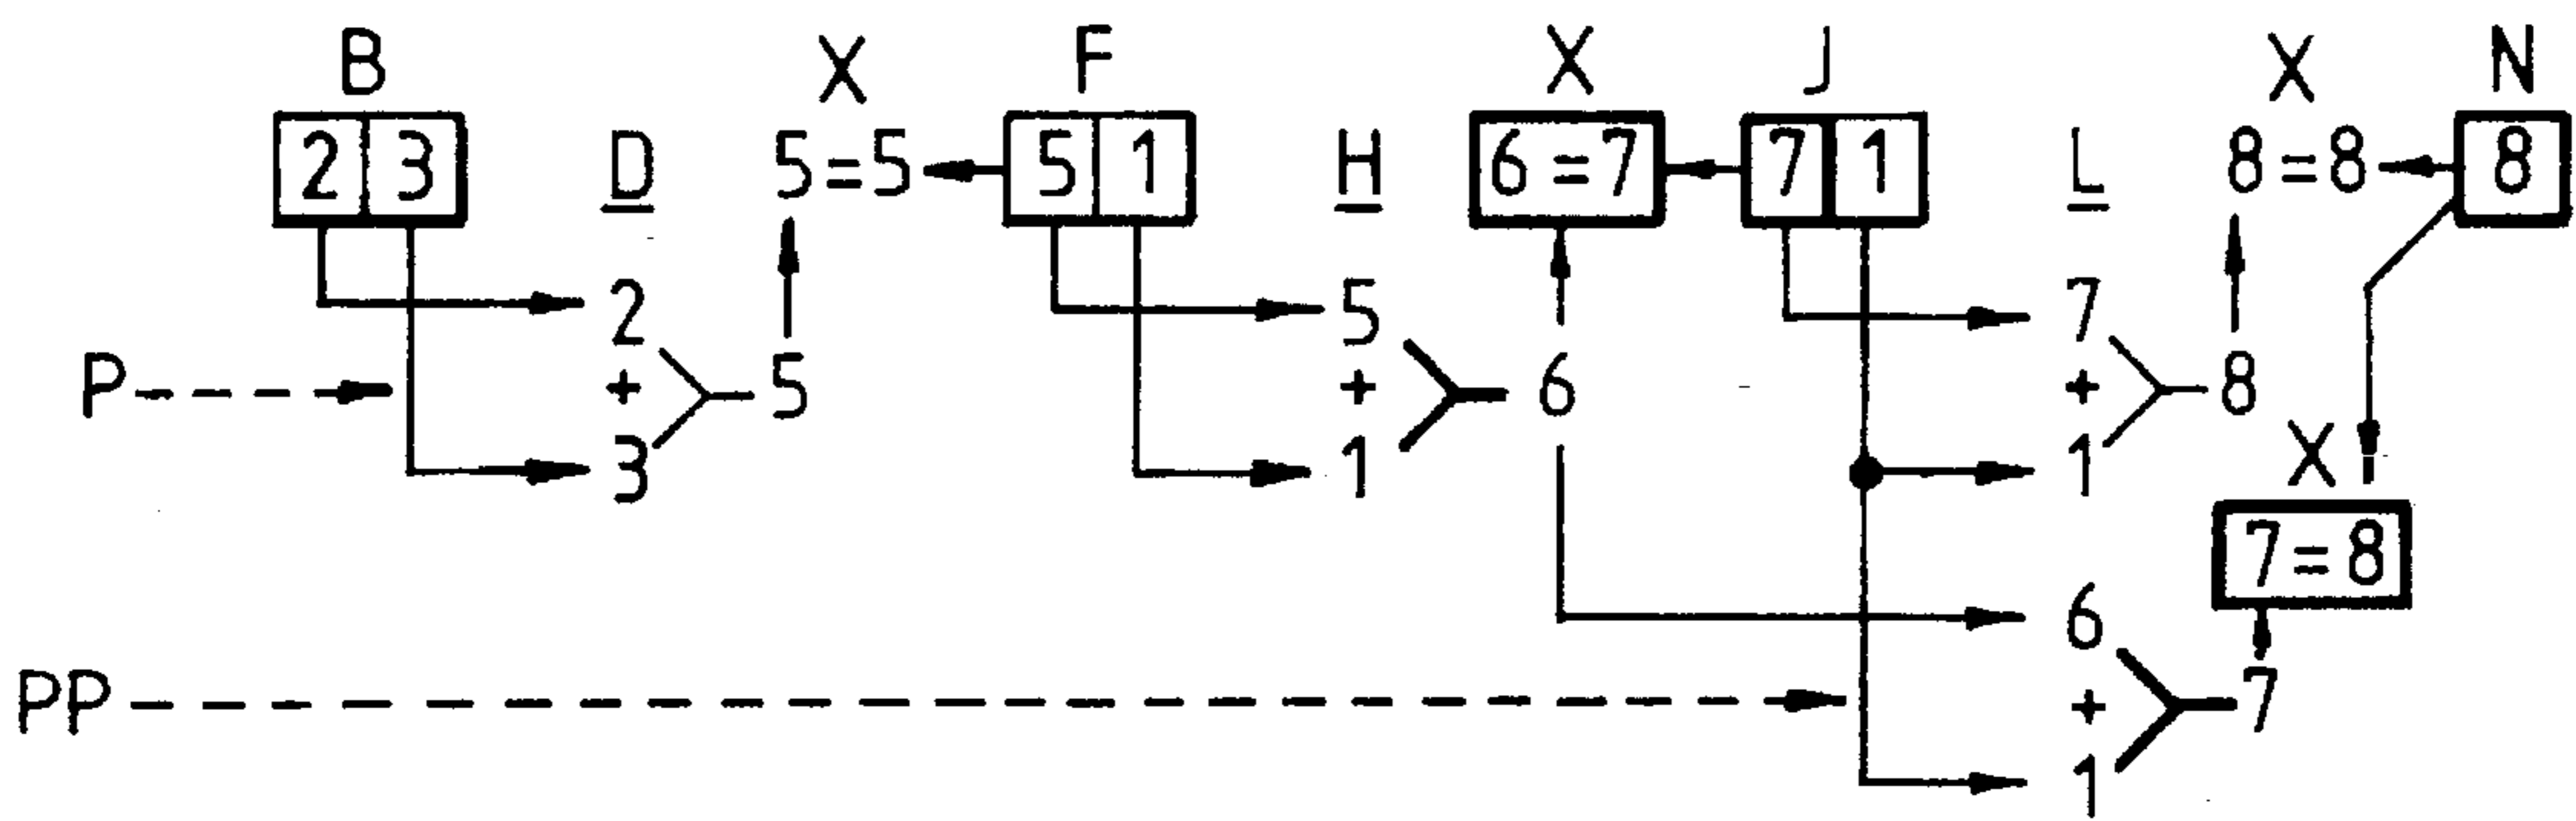 B X F X J X N
2 3 D 5=5 5 1 H 6=7 7 1 L 8=8 8
2 5 7
P + 5 + 6 + 8
3 1 1 X
7=8
6
PP + 7
1